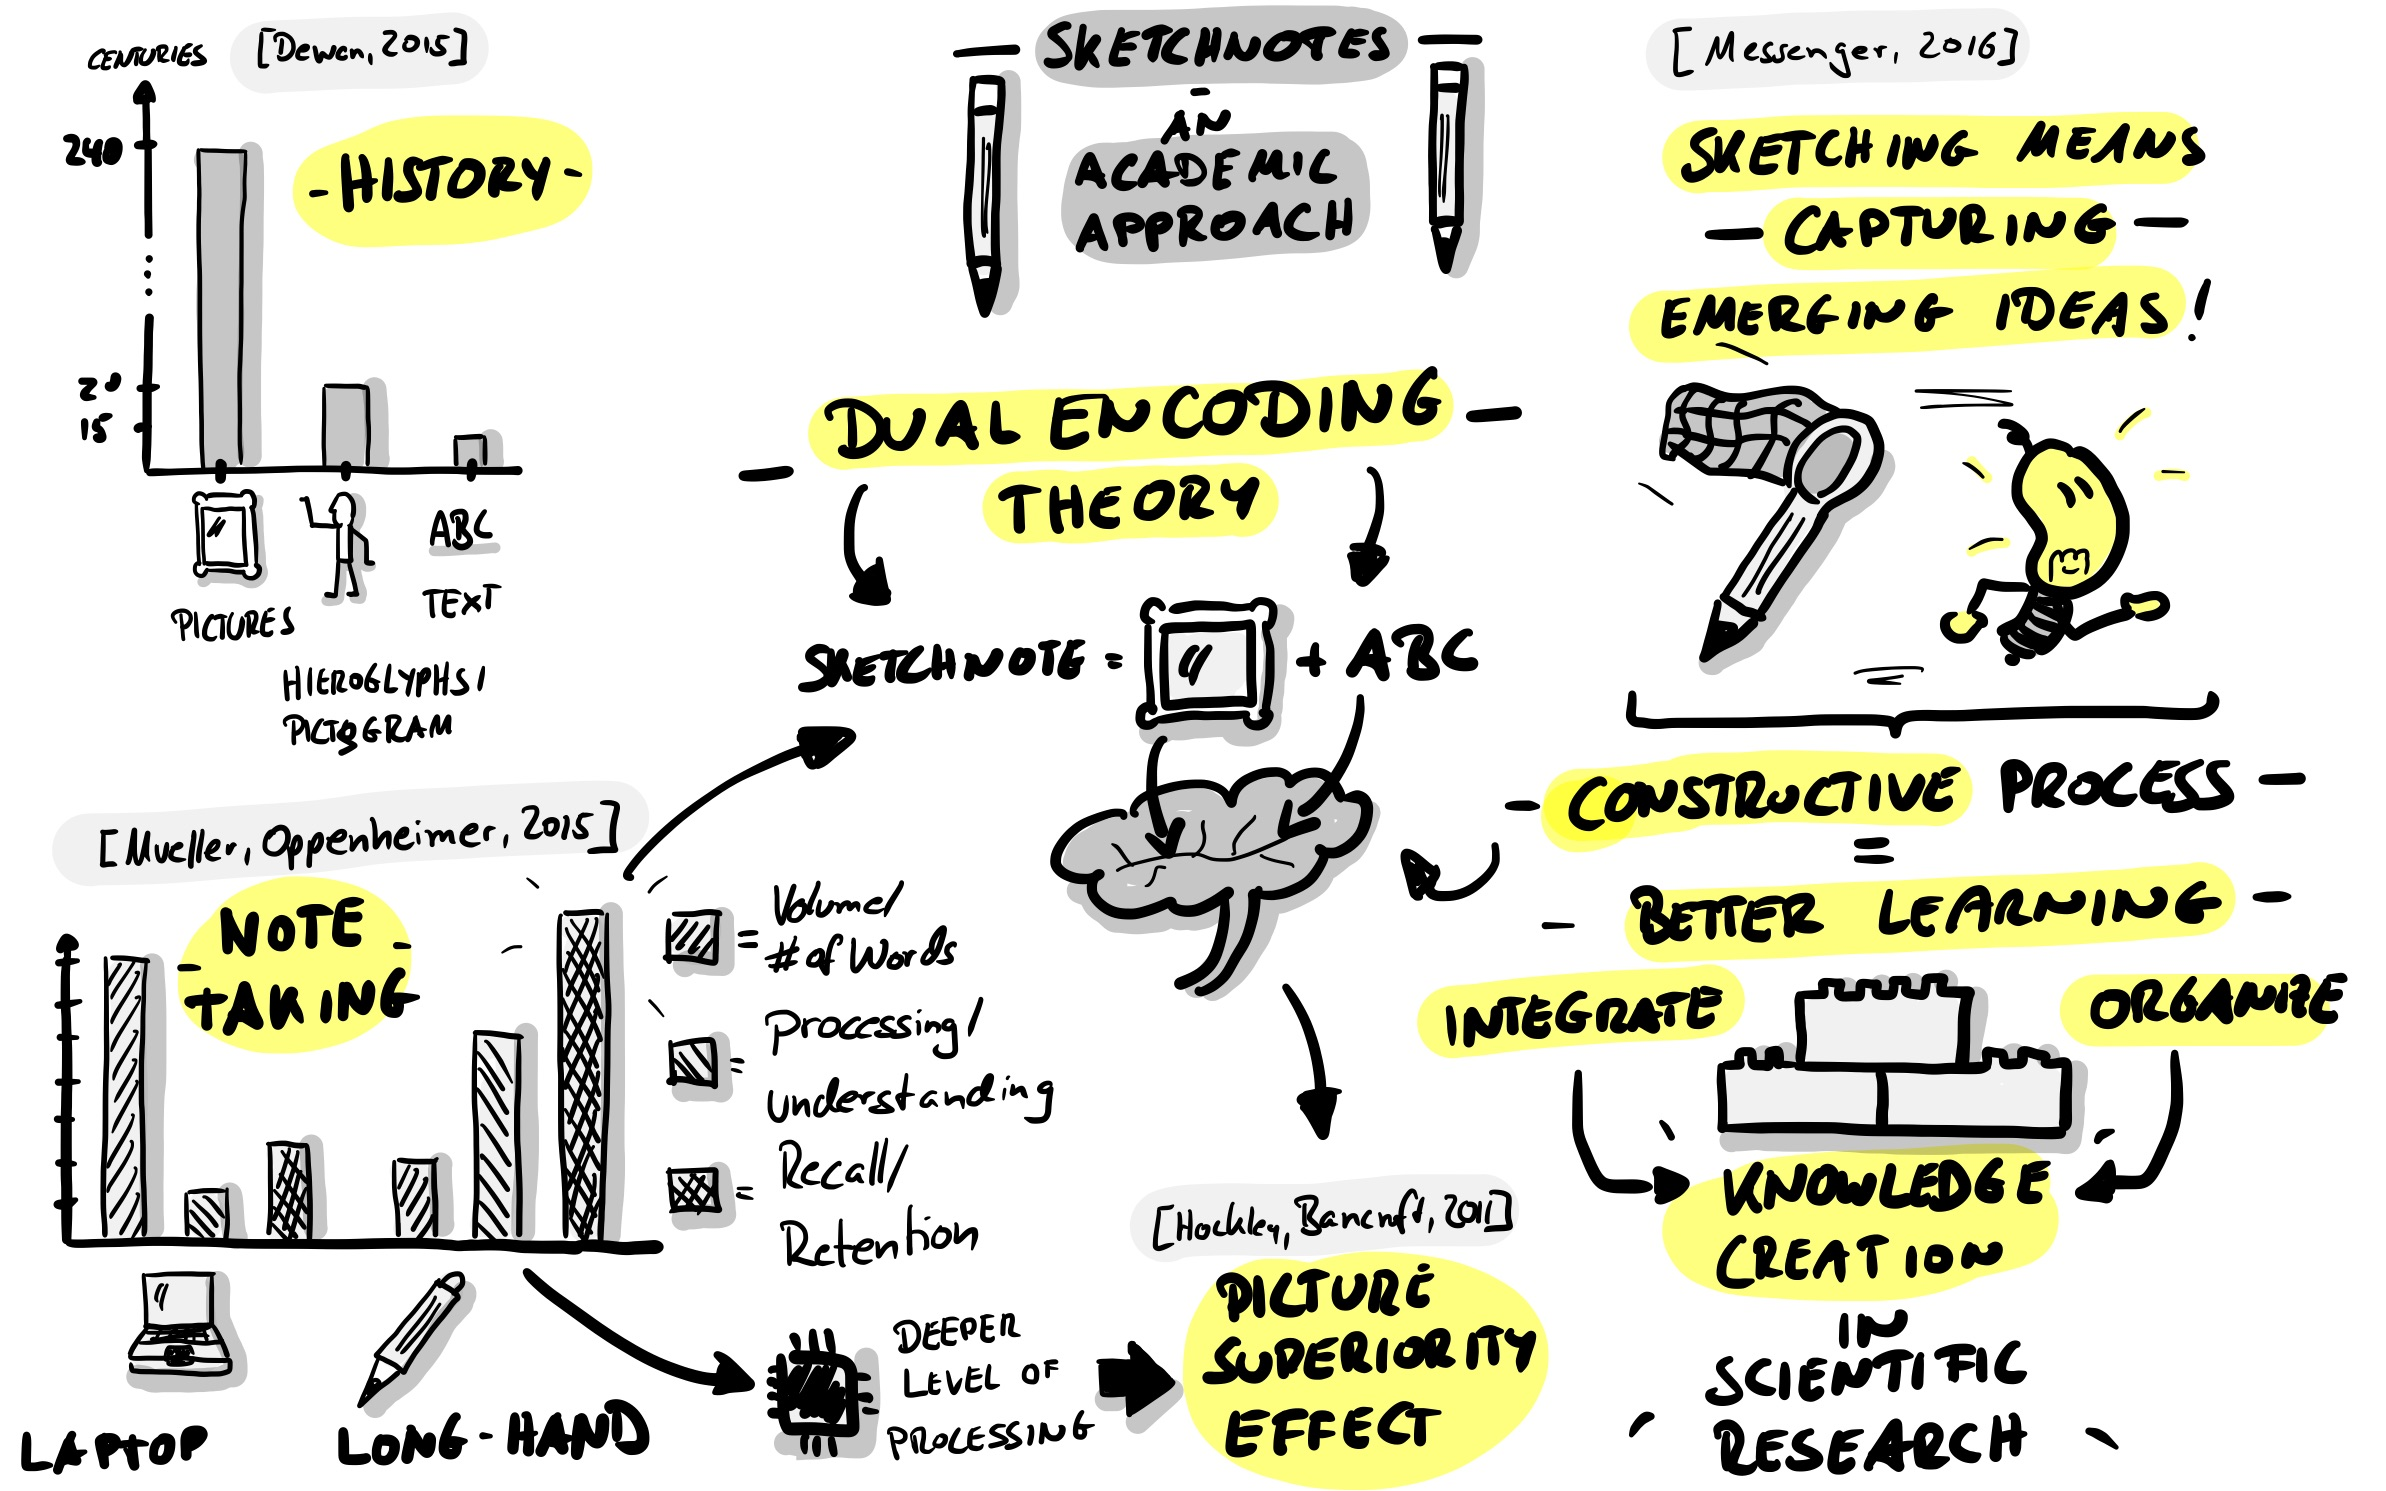 SKETCHNOTES
-
AN
ACADEMIC
APPROACH
CENTURIES
[Dewan, 2015]
- HISTORY -
240
20
15
PICTURES
HIEROGLYPHS/
PICTOGRAM
ABC
TEXT
DUAL ENCODING
THEORY
SKETCHNOTE = + ABC
[Messenger, 2016]
SKETCHING MEANS
- CAPTURING -
EMERGING IDEAS!
- CONSTRUCTIVE PROCESS -
=
- BETTER LEARNING -
INTEGRATE
ORGANIZE
KNOWLEDGE
CREATION
IN
SCIENTIFIC
RESEARCH
[Mueller, Oppenheimer, 2015]
NOTE
TAKING
= Volume/
# of Words
= Processing/
understanding
= Recall/
Retention
LAPTOP
LONG-HAND
DEEPER
LEVEL OF
PROCESSING
[Hockley, Bancroft, 2011]
PICTURE
SUPERIORITY
EFFECT